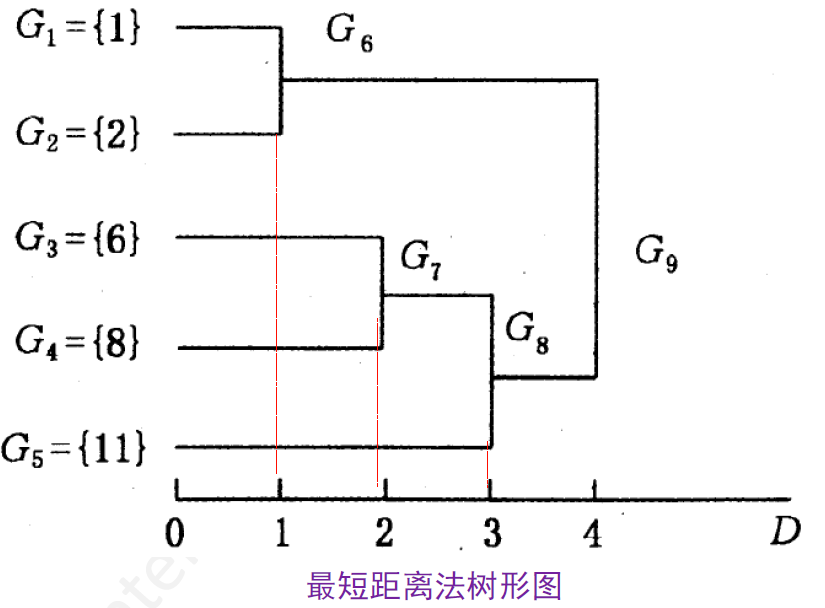 G₁={1}
G₆
G₂={2}
G₃={6}
G₇
G₉
G₄={8}
G₈
G₅={11}
0 1 2 3 4 D
最短距离法树形图